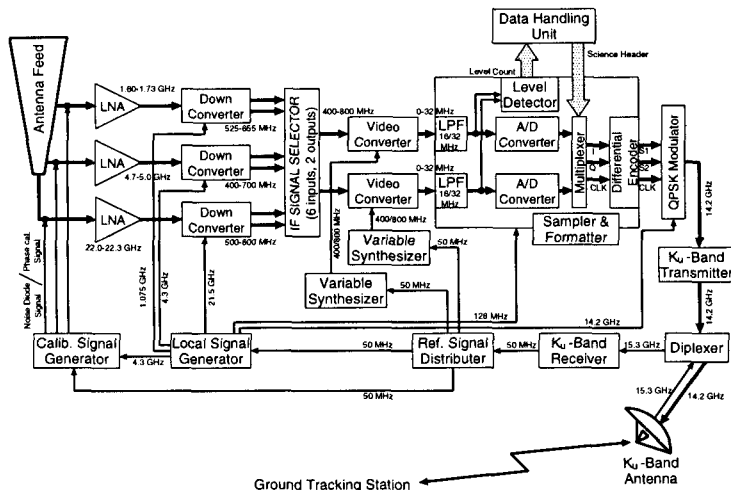 Data Handling
Unit
Science Header
Level Count
Antenna Feed
LNA
1.60-1.73 GHz
Down
Converter
525-655 MHz
LNA
4.7-5.0 GHz
Down
Converter
400-700 MHz
LNA
22.0-22.3 GHz
Down
Converter
500-800 MHz
IF SIGNAL SELECTOR
(6 inputs, 2 outputs)
400-800 MHz
Video
Converter
0-32 MHz
LPF
16/32 MHz
Level
Detector
A/D
Converter
Video
Converter
0-32 MHz
LPF
16/32 MHz
A/D
Converter
Multiplexer
I
Q
CLK
Differential
Encoder
CLK
QPSK Modulator
Sampler &
Formatter
14.2 GHz
Ku-Band
Transmitter
14.2 GHz
400/800 MHz
400/800 MHz
Variable
Synthesizer
50 MHz
Variable
Synthesizer
50 MHz
Noise Diode / Phase cal.
Signal Signal
1.075 GHz
4.3 GHz
21.5 GHz
128 MHz
14.2 GHz
Calib. Signal
Generator
4.3 GHz
Local Signal
Generator
50 MHz
Ref. Signal
Distributer
50 MHz
Ku-Band
Receiver
15.3 GHz
Diplexer
50 MHz
15.3 GHz
14.2 GHz
Ku-Band
Antenna
Ground Tracking Station